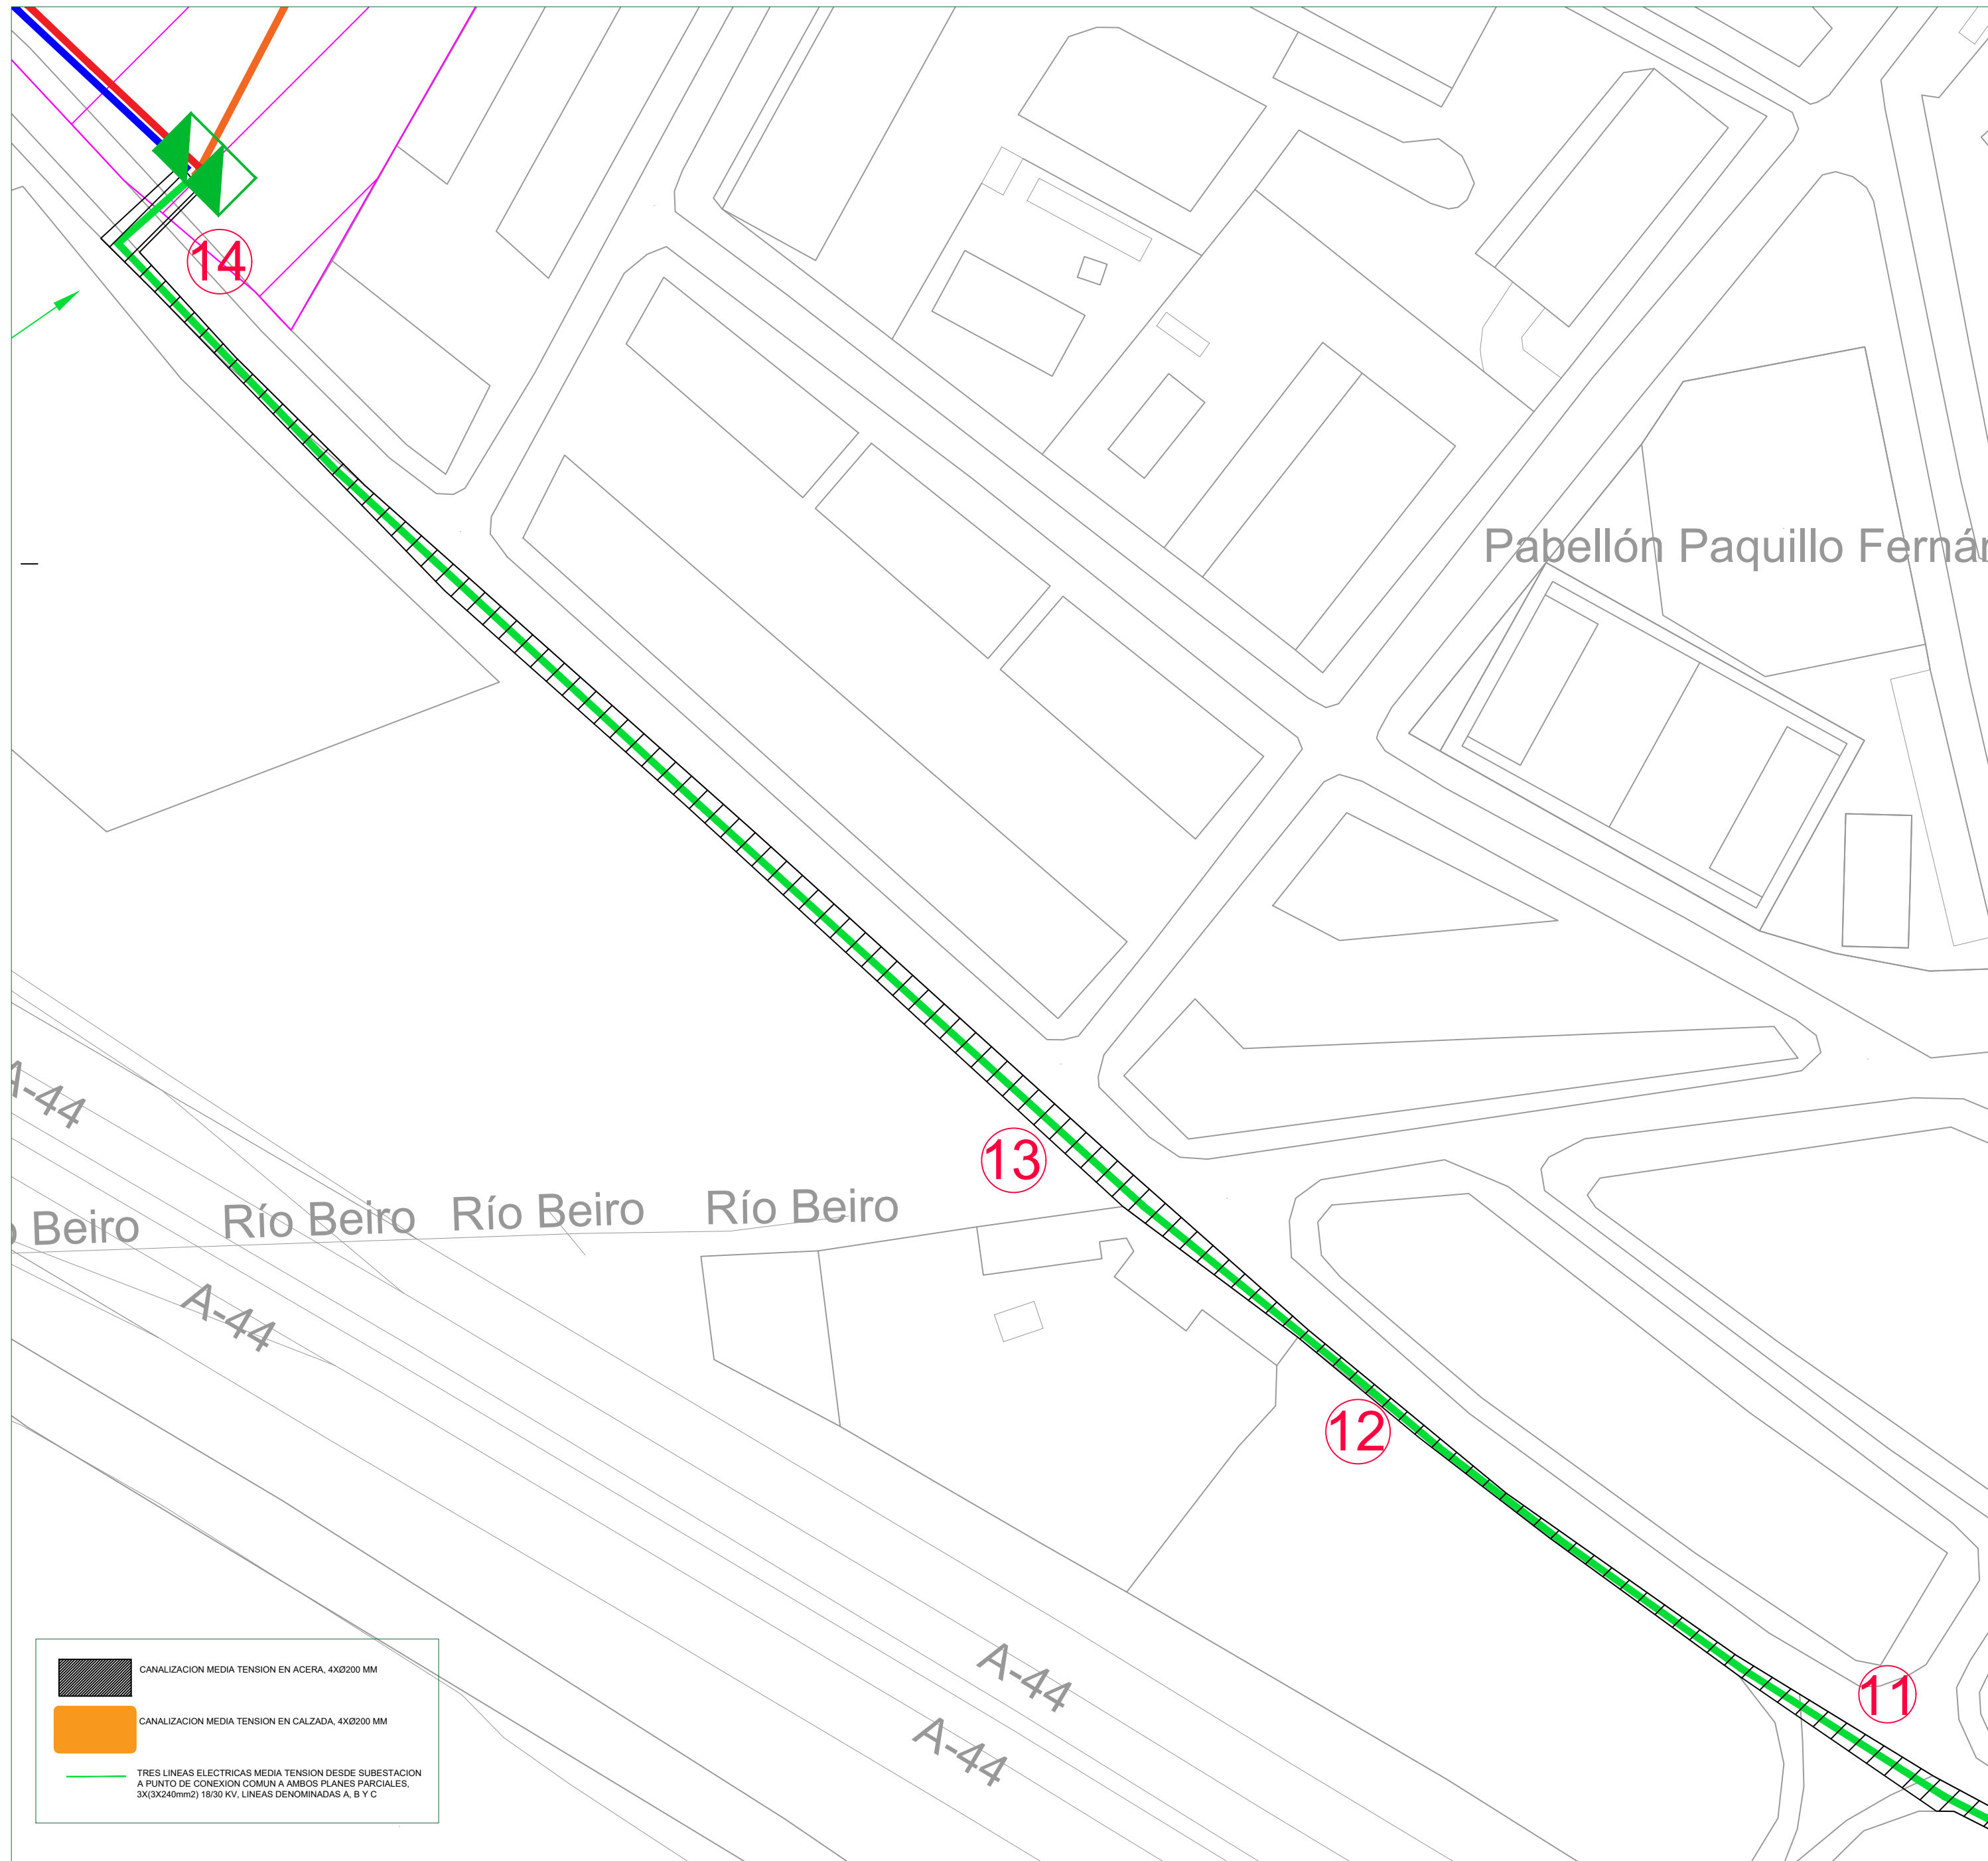 14
Pabellón Paquillo Ferná
A-44
13
Beiro
Río Beiro
Río Beiro
Río Beiro
A-44
12
A-44
11
A-44
CANALIZACION MEDIA TENSION EN ACERA, 4XØ200 MM
CANALIZACION MEDIA TENSION EN CALZADA, 4XØ200 MM
TRES LINEAS ELECTRICAS MEDIA TENSION DESDE SUBESTACION
A PUNTO DE CONEXION COMUN A AMBOS PLANES PARCIALES,
3X(3X240mm2) 18/30 KV, LINEAS DENOMINADAS A, B Y C